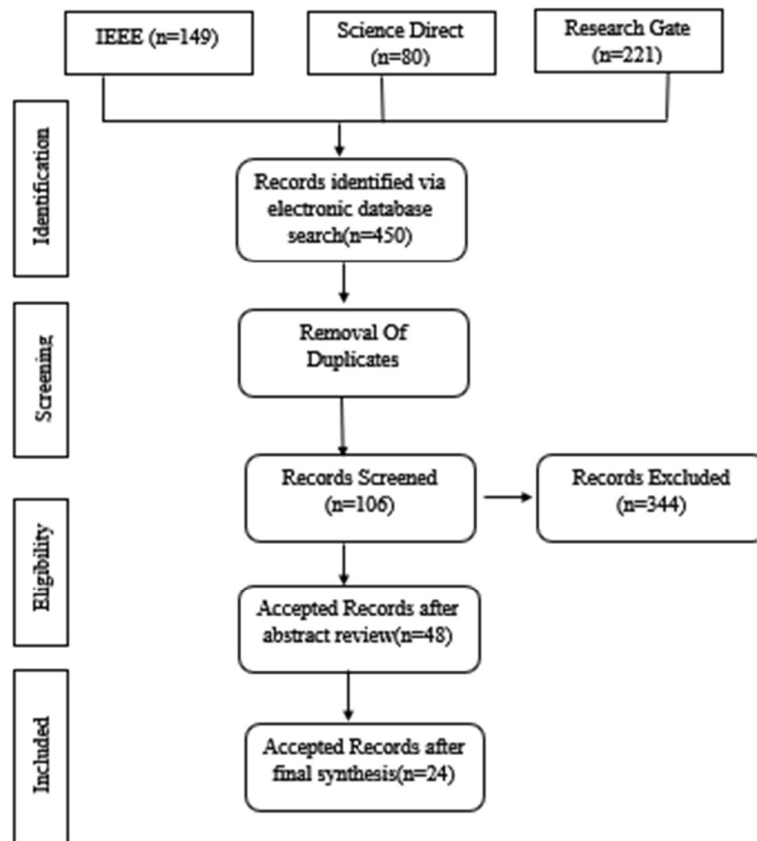 IEEE (n=149)
Science Direct
(n=80)
Research Gate
(n=221)
Identification
Records identified via
electronic database
search(n=450)
Screening
Removal Of
Duplicates
Records Screened
(n=106)
Records Excluded
(n=344)
Eligibility
Accepted Records after
abstract review(n=48)
Included
Accepted Records after
final synthesis(n=24)